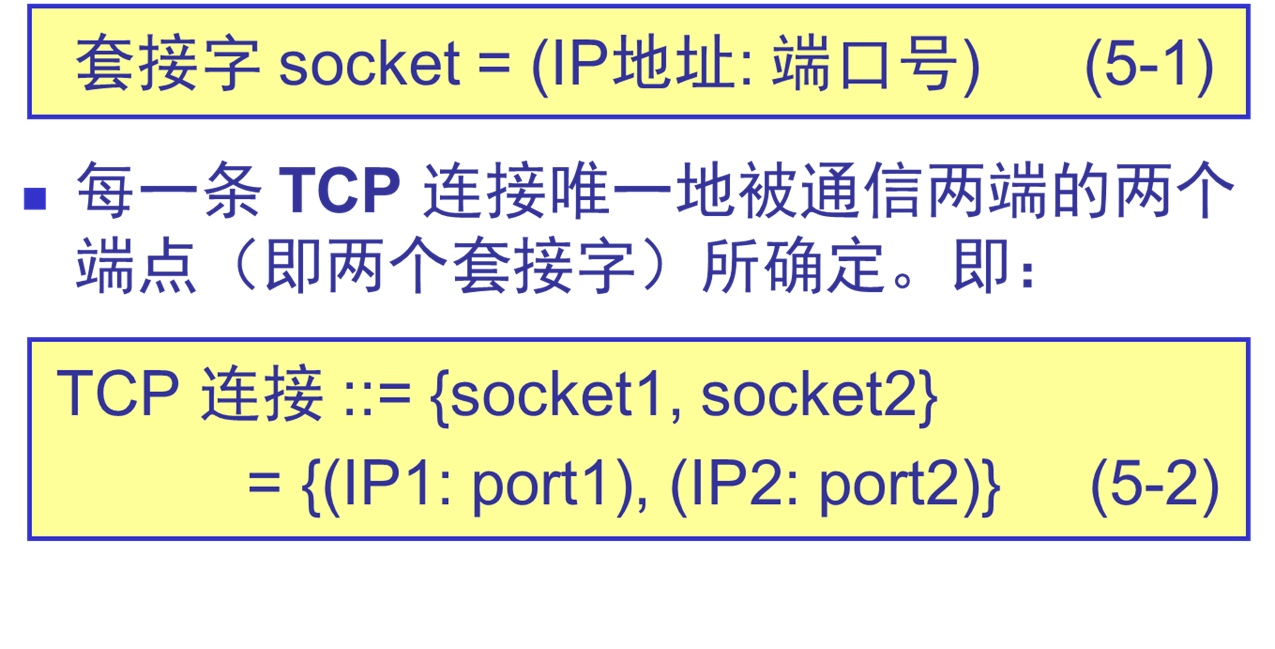 套接字 socket = (IP地址: 端口号) (5-1)
每一条 TCP 连接唯一地被通信两端的两个
端点（即两个套接字）所确定。即：
TCP 连接 ::= {socket1, socket2}
= {(IP1: port1), (IP2: port2)} (5-2)